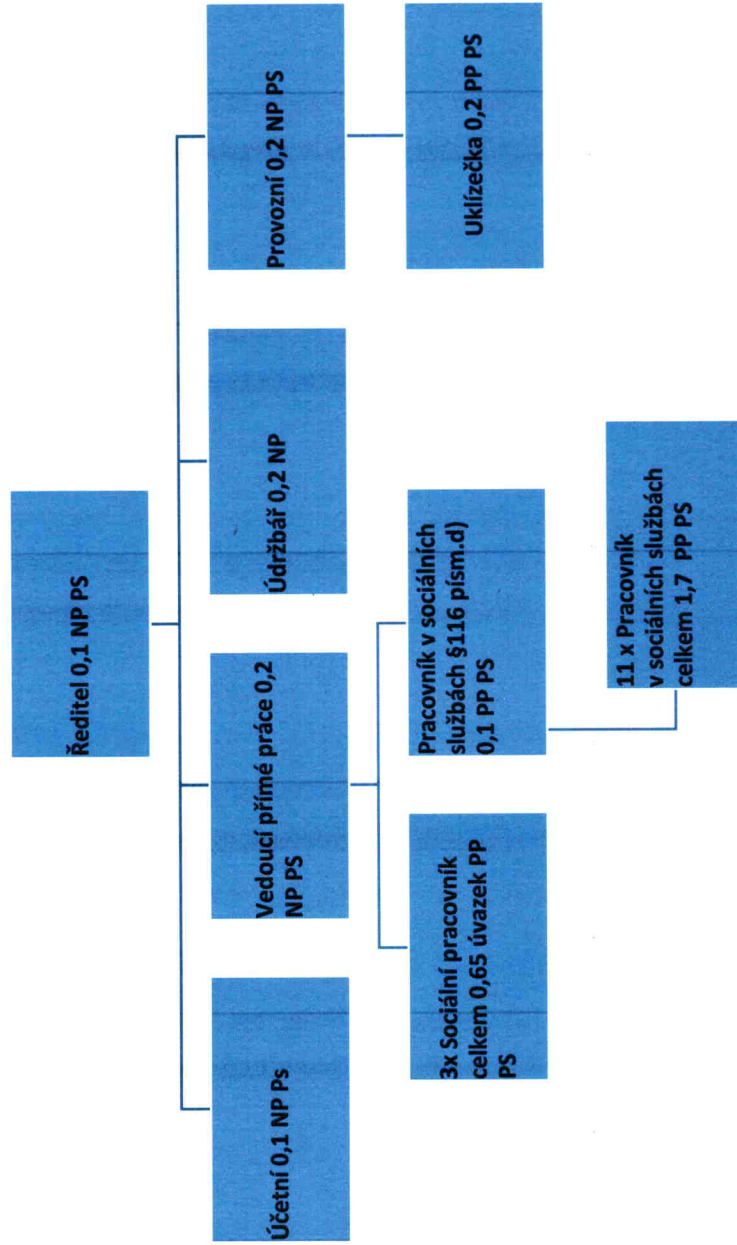 Ředitel 0,1 NP PS
Účetní 0,1 NP Ps
Vedoucí přímé práce 0,2
NP PS
Údržbář 0,2 NP
Provozní 0,2 NP PS
3x Sociální pracovník
celkem 0,65 úvazek PP
PS
Pracovník v sociálních
službách §116 písm.d)
0,1 PP PS
Uklízečka 0,2 PP PS
11 x Pracovník
v sociálních službách
celkem 1,7 PP PS